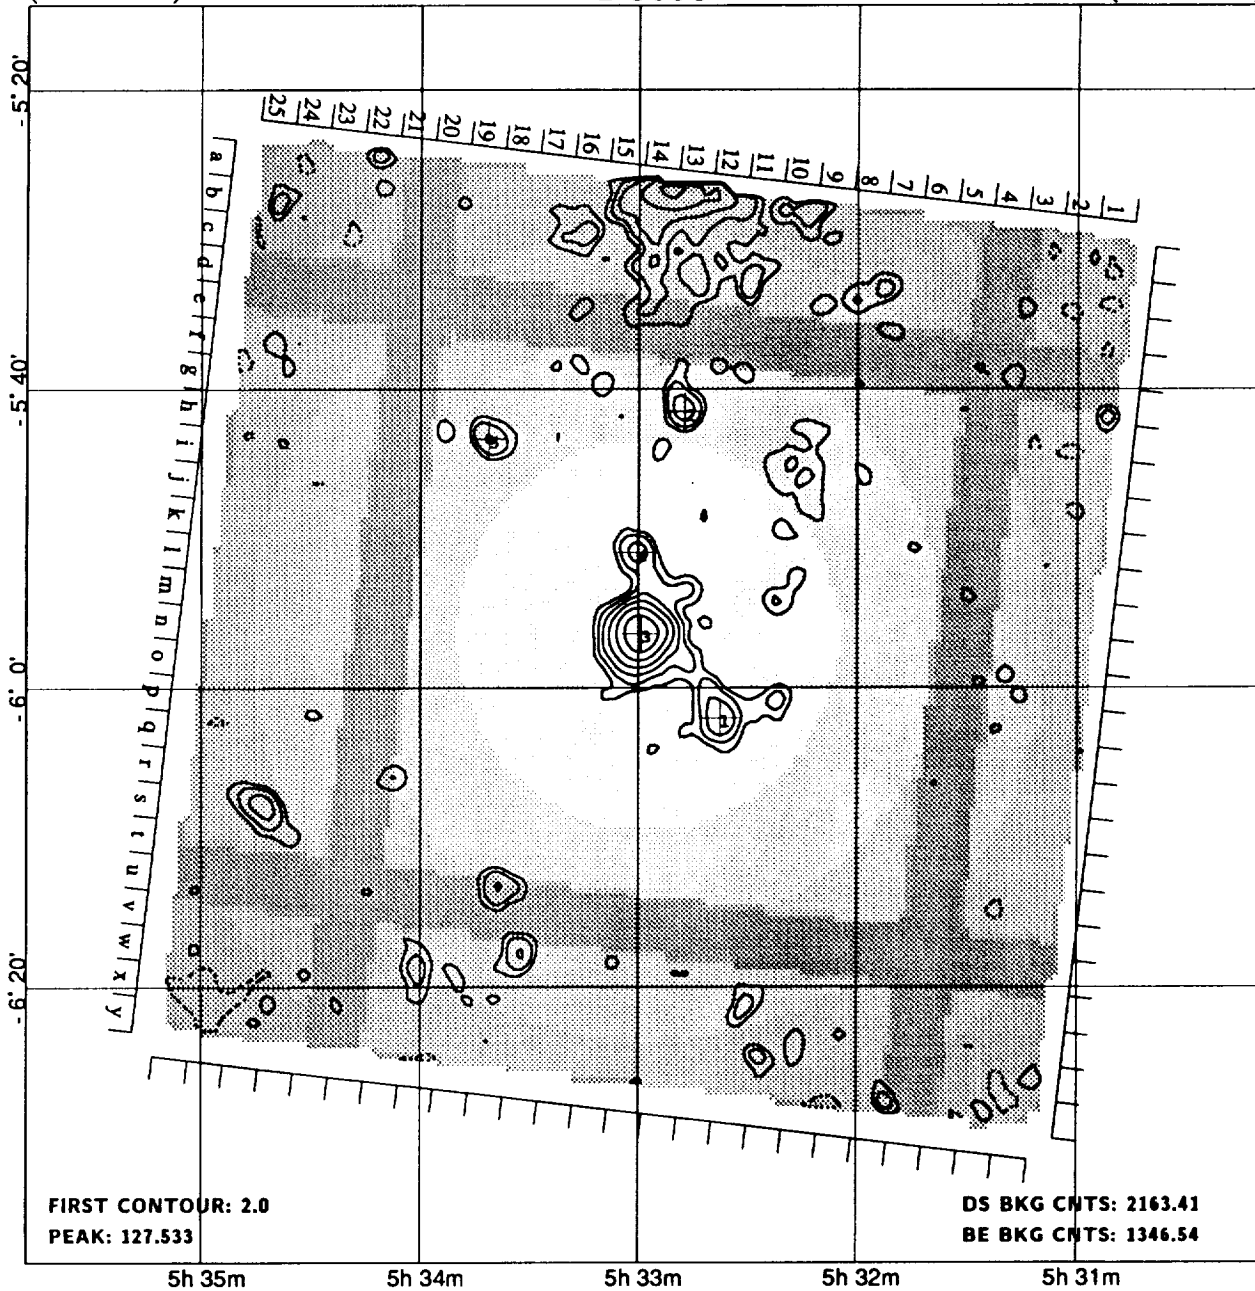 -5° 20'
25 24 23 22 21 20 19 18 17 16 15 14 13 12 11 10 9 8 7 6 5 4 3 2 1
a b c d e f g h i j k l m n o p q r s t u v w x y
-5° 40'
5
3
-6° 0'
1
-6° 20'
FIRST CONTOUR: 2.0
PEAK: 127.533
DS BKG CNTS: 2163.41
BE BKG CNTS: 1346.54
5h 35m 5h 34m 5h 33m 5h 32m 5h 31m